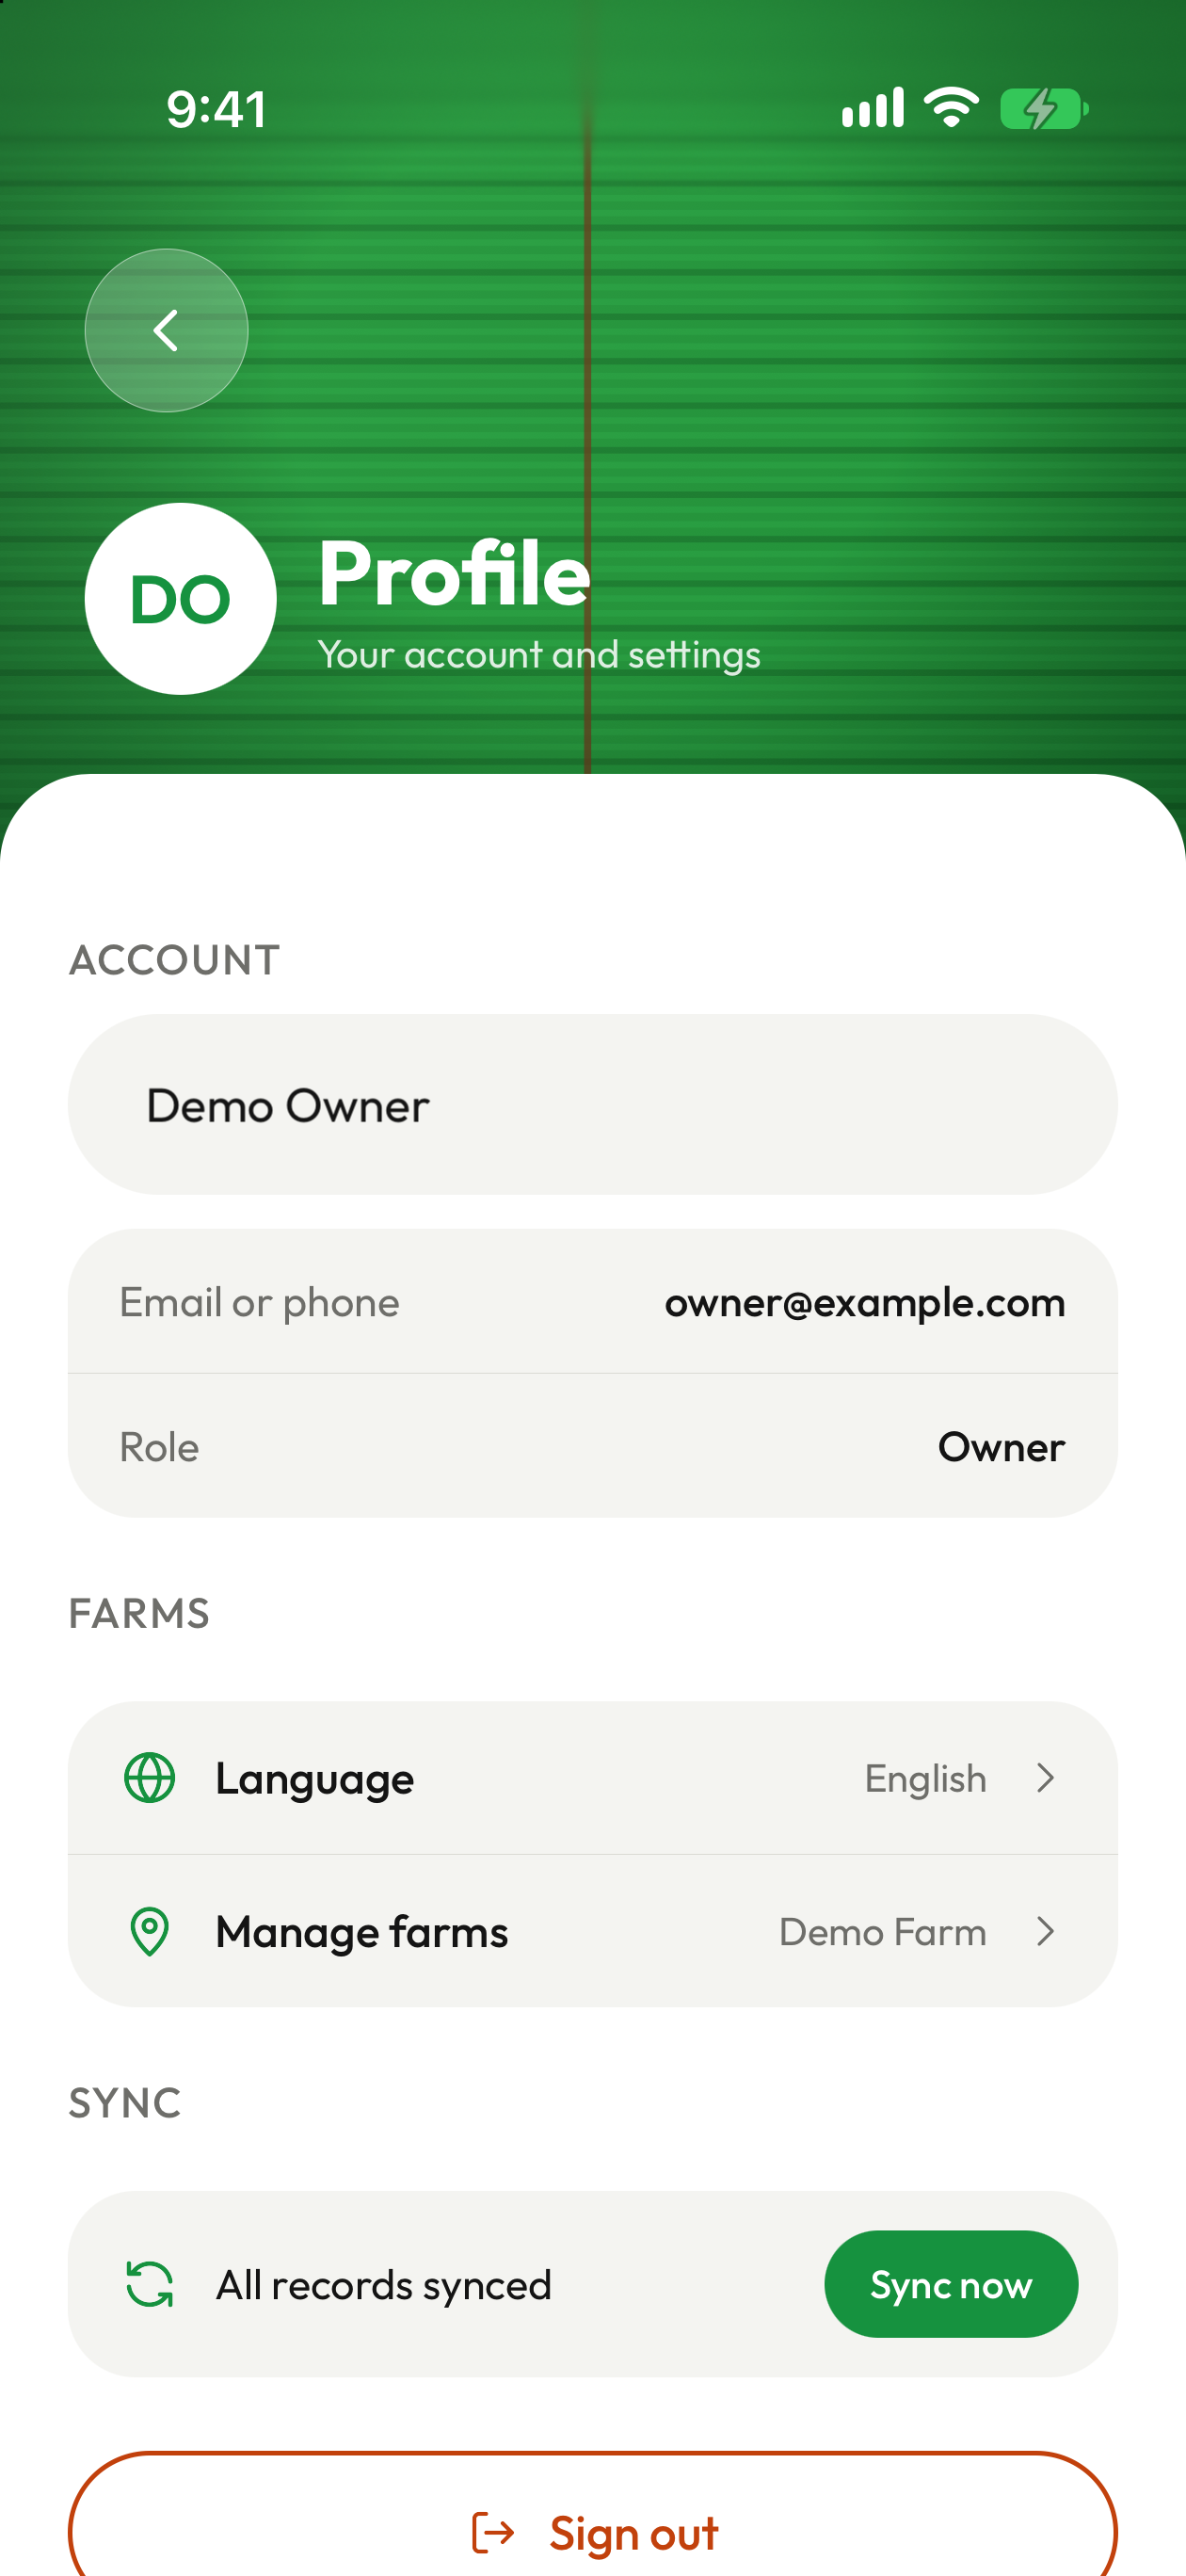 9:41
DO
Profile
Your account and settings
ACCOUNT
Demo Owner
Email or phone owner@example.com
Role Owner
FARMS
Language English
Manage farms Demo Farm
SYNC
All records synced Sync now
Sign out